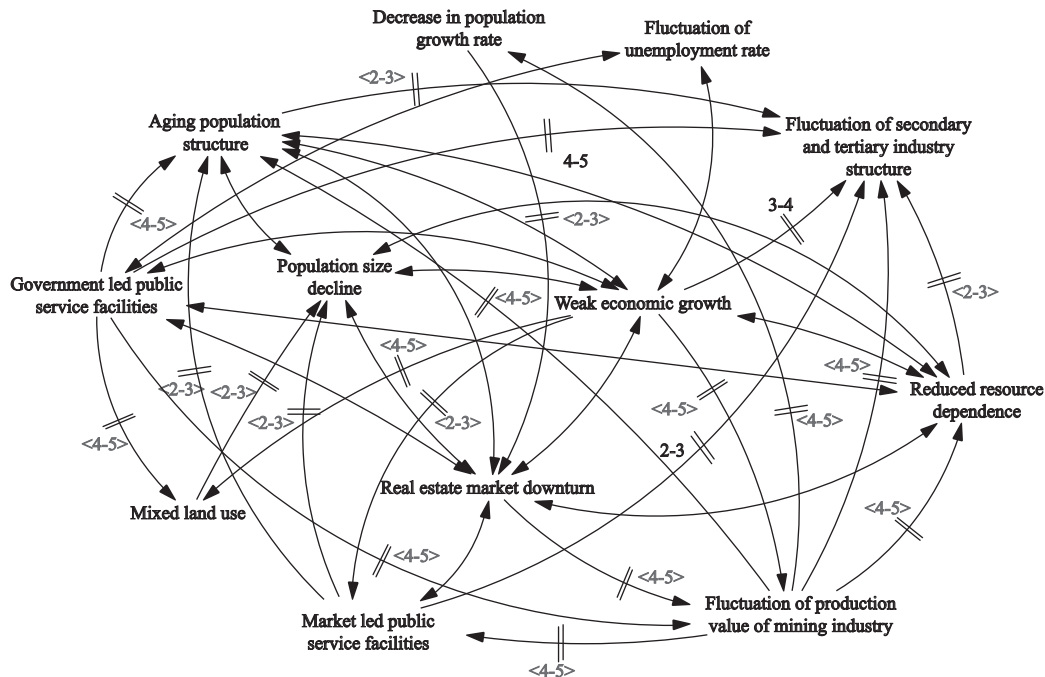 Decrease in population
growth rate
Fluctuation of
unemployment rate
<2-3>
Aging population
structure
Fluctuation of secondary
and tertiary industry
structure
4-5
<4-5>
<2-3>
3-4
Population size
decline
Government led public
service facilities
Weak economic growth
<4-5>
<2-3>
<4-5>
<4-5>
Reduced resource
dependence
<2-3>
<2-3>
<2-3>
<2-3>
<4-5>
<4-5>
<4-5>
2-3
Real estate market downturn
Mixed land use
<4-5>
<4-5>
<4-5>
Market led public
service facilities
Fluctuation of production
value of mining industry
<4-5>